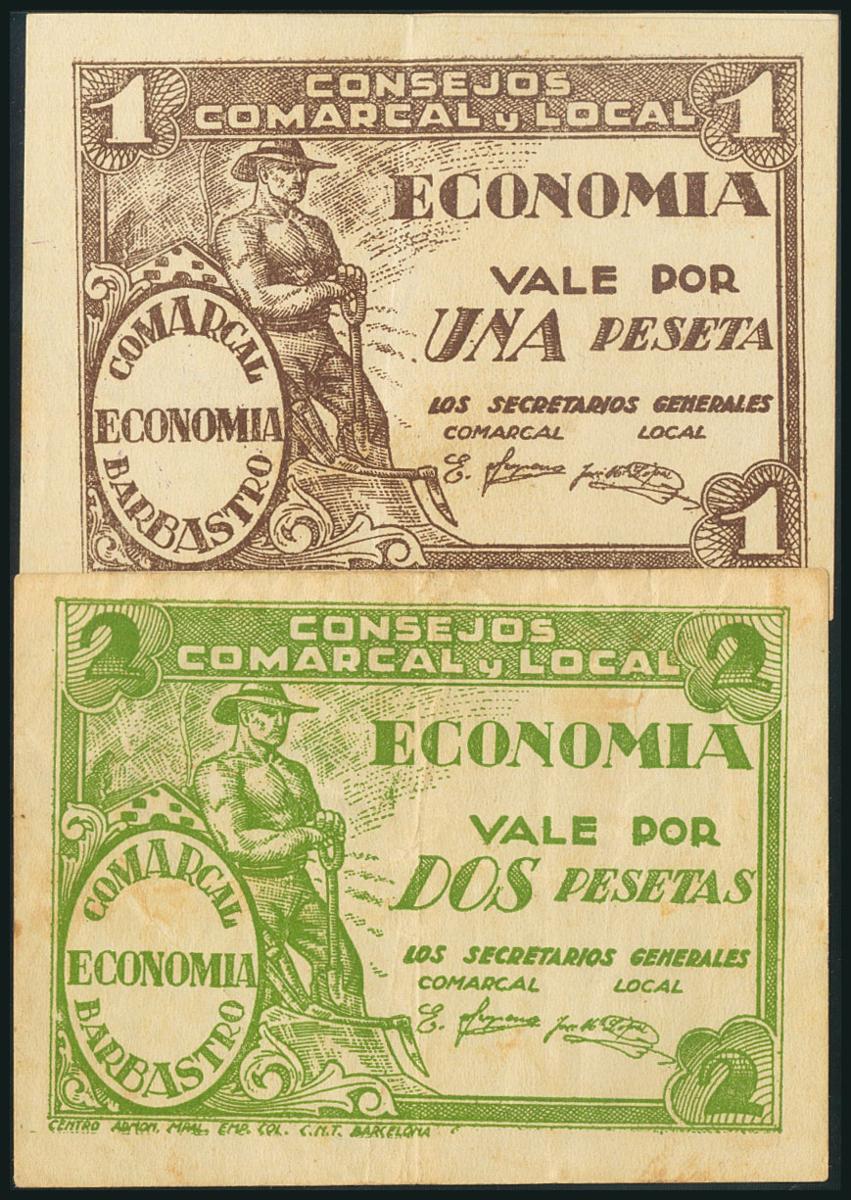 1 CONSEJOS 1
COMARCAL y LOCAL
ECONOMIA
VALE POR
UNA PESETA
COMARCAL
ECONOMIA
BARBASTRO
LOS SECRETARIOS GENERALES
COMARCAL LOCAL
E.
1
2 CONSEJOS 2
COMARCAL y LOCAL
ECONOMIA
VALE POR
DOS PESETAS
COMARCAL
ECONOMIA
BARBASTRO
LOS SECRETARIOS GENERALES
COMARCAL LOCAL
E.
2
CENTRO ADMON. MPAL. EMP. COL. C.N.T. BARCELONA